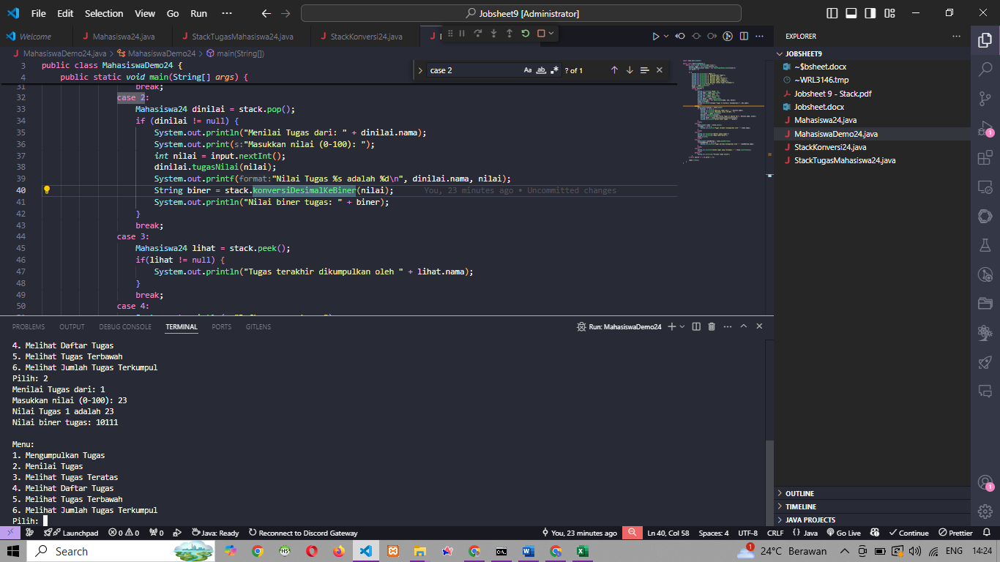 File Edit Selection View Go Run ···
Jobsheet9 [Administrator]
Welcome
Mahasiswa24.java
StackTugasMahasiswa24.java
StackKonversi24.java
EXPLORER
MahasiswaDemo24.java > MahasiswaDemo24 > main(String[])
case 2
Aa ab .*
? of 1
3 public class MahasiswaDemo24 {
4 public static void main(String[] args) {
31 break;
32 case 2:
33 Mahasiswa24 dinilai = stack.pop();
34 if (dinilai != null) {
35 System.out.println("Menilai Tugas dari: " + dinilai.nama);
36 System.out.print(s:"Masukkan nilai (0-100): ");
37 int nilai = input.nextInt();
38 dinilai.tugasNilai(nilai);
39 System.out.printf(format:"Nilai Tugas %s adalah %d\n", dinilai.nama, nilai);
40 String biner = stack.konversiDesimalKeBiner(nilai); You, 23 minutes ago • Uncommitted changes
41 System.out.println("Nilai biner tugas: " + biner);
42 }
43 break;
44 case 3:
45 Mahasiswa24 lihat = stack.peek();
46 if(lihat != null) {
47 System.out.println("Tugas terakhir dikumpulkan oleh " + lihat.nama);
48 }
49 break;
50 case 4:
JOBSHEET9
~$bsheet.docx
~WRL3146.tmp
Jobsheet 9 - Stack.pdf
Jobsheet.docx
Mahasiswa24.java
MahasiswaDemo24.java
StackKonversi24.java
StackTugasMahasiswa24.java
OUTLINE
TIMELINE
JAVA PROJECTS
1
1
PROBLEMS OUTPUT DEBUG CONSOLE TERMINAL PORTS GITLENS
Run: MahasiswaDemo24
4. Melihat Daftar Tugas
5. Melihat Tugas Terbawah
6. Melihat Jumlah Tugas Terkumpul
Pilih: 2
Menilai Tugas dari: 1
Masukkan nilai (0-100): 23
Nilai Tugas 1 adalah 23
Nilai biner tugas: 10111
Menu:
1. Mengumpulkan Tugas
2. Menilai Tugas
3. Melihat Tugas Teratas
4. Melihat Daftar Tugas
5. Melihat Tugas Terbawah
6. Melihat Jumlah Tugas Terkumpul
Pilih:
Launchpad 0 0 0 Java: Ready Reconnect to Discord Gateway You, 23 minutes ago Ln 40, Col 58 Spaces: 4 UTF-8 CRLF {} Java Go Live Continue Prettier
Search
1 24°C Berawan ENG 14:24